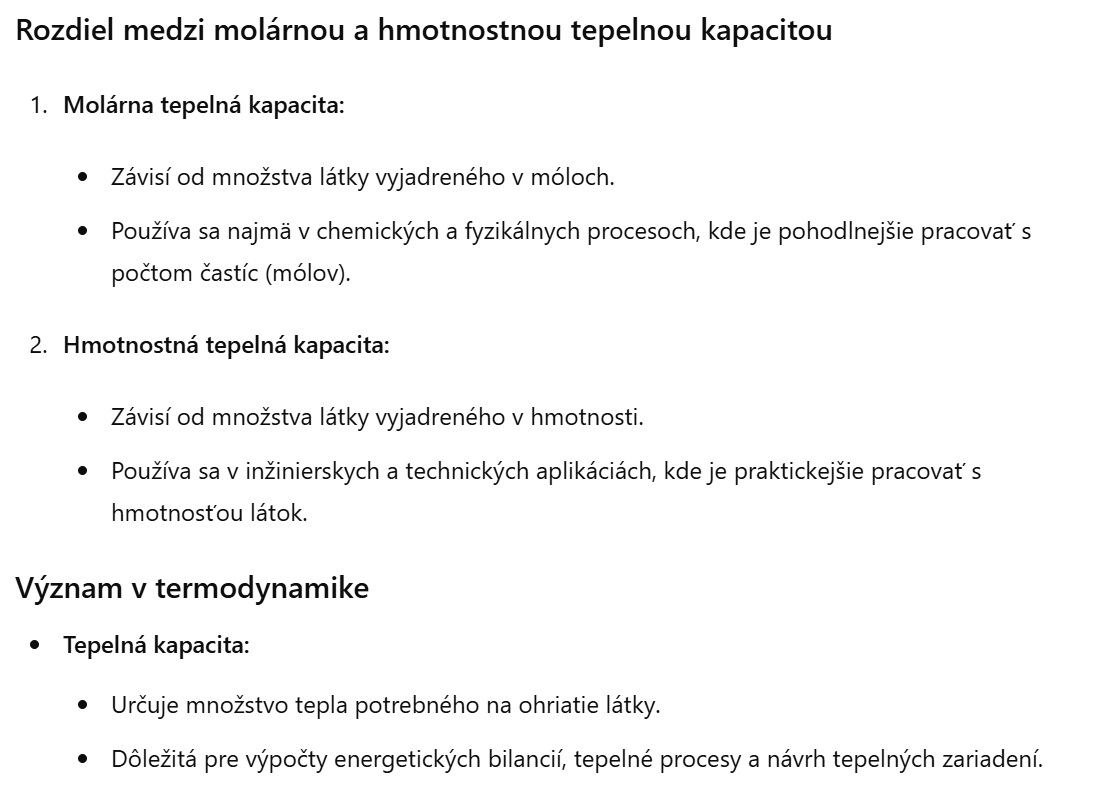 Rozdiel medzi molárnou a hmotnostnou tepelnou kapacitou
1. Molárna tepelná kapacita:
• Závisí od množstva látky vyjadreného v móloch.
• Používa sa najmä v chemických a fyzikálnych procesoch, kde je pohodlnejšie pracovať s
počtom častíc (mólov).
2. Hmotnostná tepelná kapacita:
• Závisí od množstva látky vyjadreného v hmotnosti.
• Používa sa v inžinierskych a technických aplikáciách, kde je praktickejšie pracovať s
hmotnosťou látok.
Význam v termodynamike
• Tepelná kapacita:
• Určuje množstvo tepla potrebného na ohriatie látky.
• Dôležitá pre výpočty energetických bilancií, tepelné procesy a návrh tepelných zariadení.